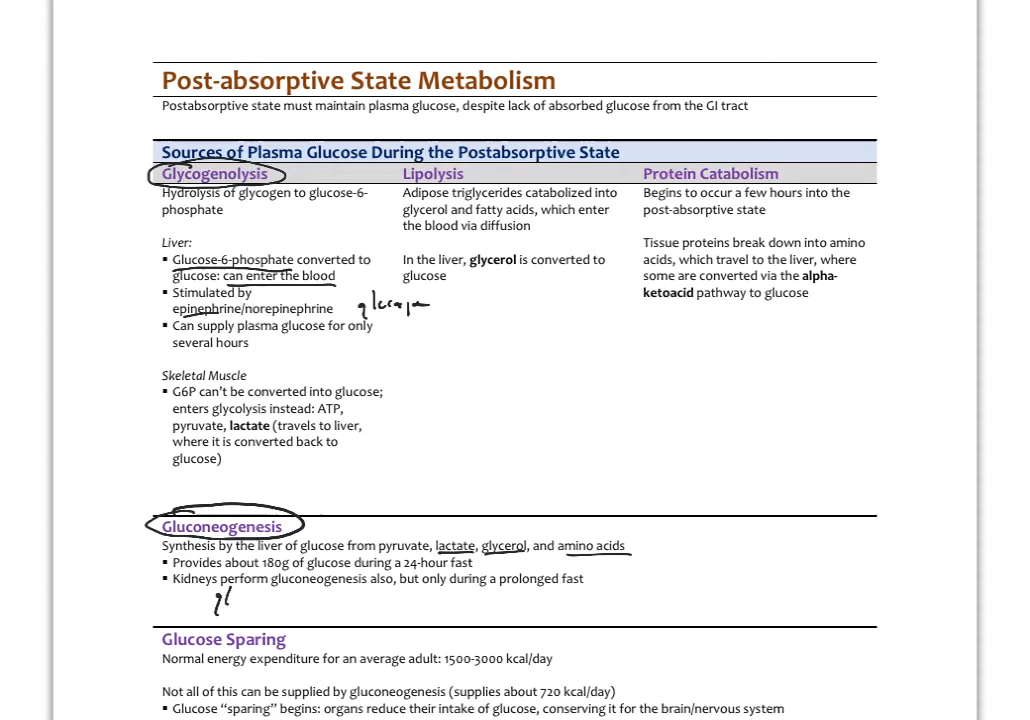 Post-absorptive State Metabolism
Postabsorptive state must maintain plasma glucose, despite lack of absorbed glucose from the GI tract
Sources of Plasma Glucose During the Postabsorptive State
Glycogenolysis
Hydrolysis of glycogen to glucose-6-
phosphate
Liver:
▪ Glucose-6-phosphate converted to
glucose: can enter the blood
▪ Stimulated by
epinephrine/norepinephrine
▪ Can supply plasma glucose for only
several hours
Skeletal Muscle
▪ G6P can't be converted into glucose;
enters glycolysis instead: ATP,
pyruvate, lactate (travels to liver,
where it is converted back to
glucose)
Lipolysis
Adipose triglycerides catabolized into
glycerol and fatty acids, which enter
the blood via diffusion
In the liver, glycerol is converted to
glucose
Protein Catabolism
Begins to occur a few hours into the
post-absorptive state
Tissue proteins break down into amino
acids, which travel to the liver, where
some are converted via the alpha-
ketoacid pathway to glucose
Gluconeogenesis
Synthesis by the liver of glucose from pyruvate, lactate, glycerol, and amino acids
▪ Provides about 180g of glucose during a 24-hour fast
▪ Kidneys perform gluconeogenesis also, but only during a prolonged fast
gl
Glucose Sparing
Normal energy expenditure for an average adult: 1500-3000 kcal/day
Not all of this can be supplied by gluconeogenesis (supplies about 720 kcal/day)
▪ Glucose “sparing” begins: organs reduce their intake of glucose, conserving it for the brain/nervous system